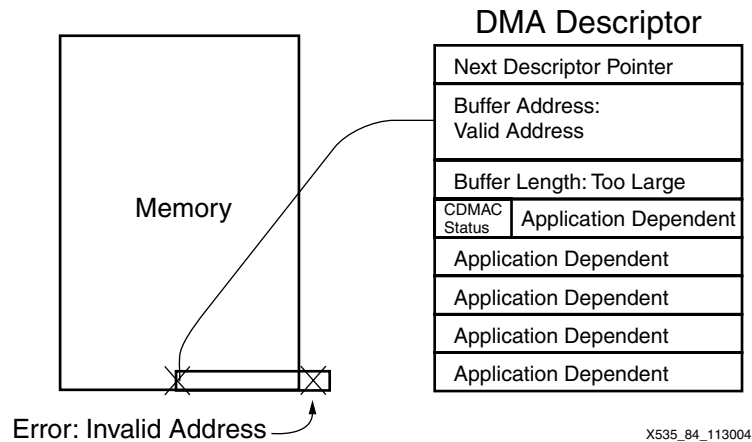 DMA Descriptor
Next Descriptor Pointer
Buffer Address:
Valid Address
Buffer Length: Too Large
CDMAC
Status
Application Dependent
Application Dependent
Application Dependent
Application Dependent
Application Dependent
Memory
Error: Invalid Address
X535_84_113004